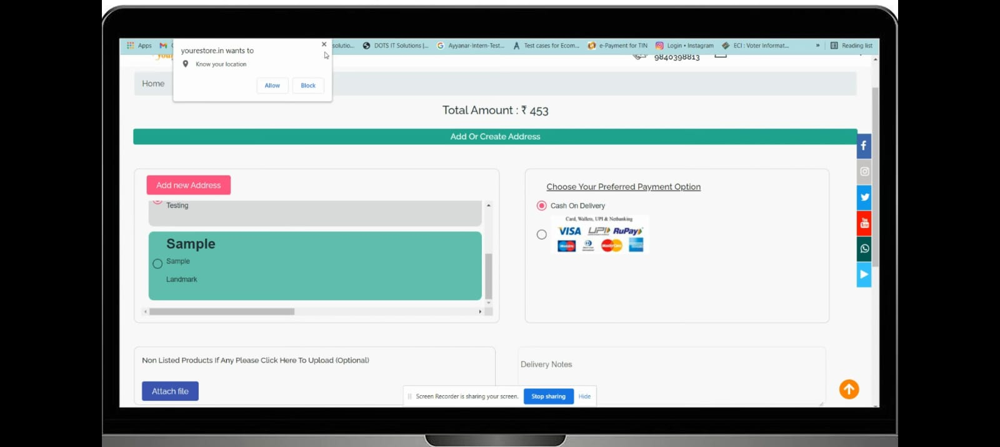 Apps
yourestore.in wants to
Know your location
Allow
Block
solutio...
DOTS IT Solutions |...
Ayyanar-Intern-Test...
Test cases for Ecom...
e-Payment for TIN
Login • Instagram
ECI : Voter Informat...
»
Reading list
9840398813
Home
Total Amount : ₹ 453
Add Or Create Address
Add new Address
Testing
Sample
Sample
Landmark
Choose Your Preferred Payment Option
Cash On Delivery
Card, Wallets, UPI & Netbanking
VISA UPI RuPay
MasterCard
Non Listed Products If Any Please Click Here To Upload (Optional)
Attach file
Delivery Notes
Screen Recorder is sharing your screen.
Stop sharing
Hide
You